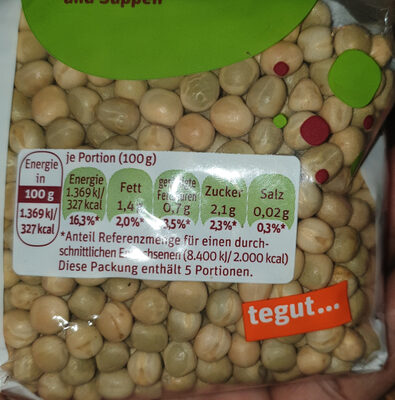 und Suppen
je Portion (100 g)
Energie
in
100 g
1.369 kJ/
327 kcal
Energie
1.369 kJ/
327 kcal
16,3%*
Fett
1,4 g
2,0%*
gesättigte
Fettsäuren
0,7 g
3,5%*
Zucker
2,1 g
2,3%*
Salz
0,02 g
0,3%*
*Anteil Referenzmenge für einen durch-
schnittlichen Erwachsenen (8.400 kJ/2.000 kcal)
Diese Packung enthält 5 Portionen.
tegut...